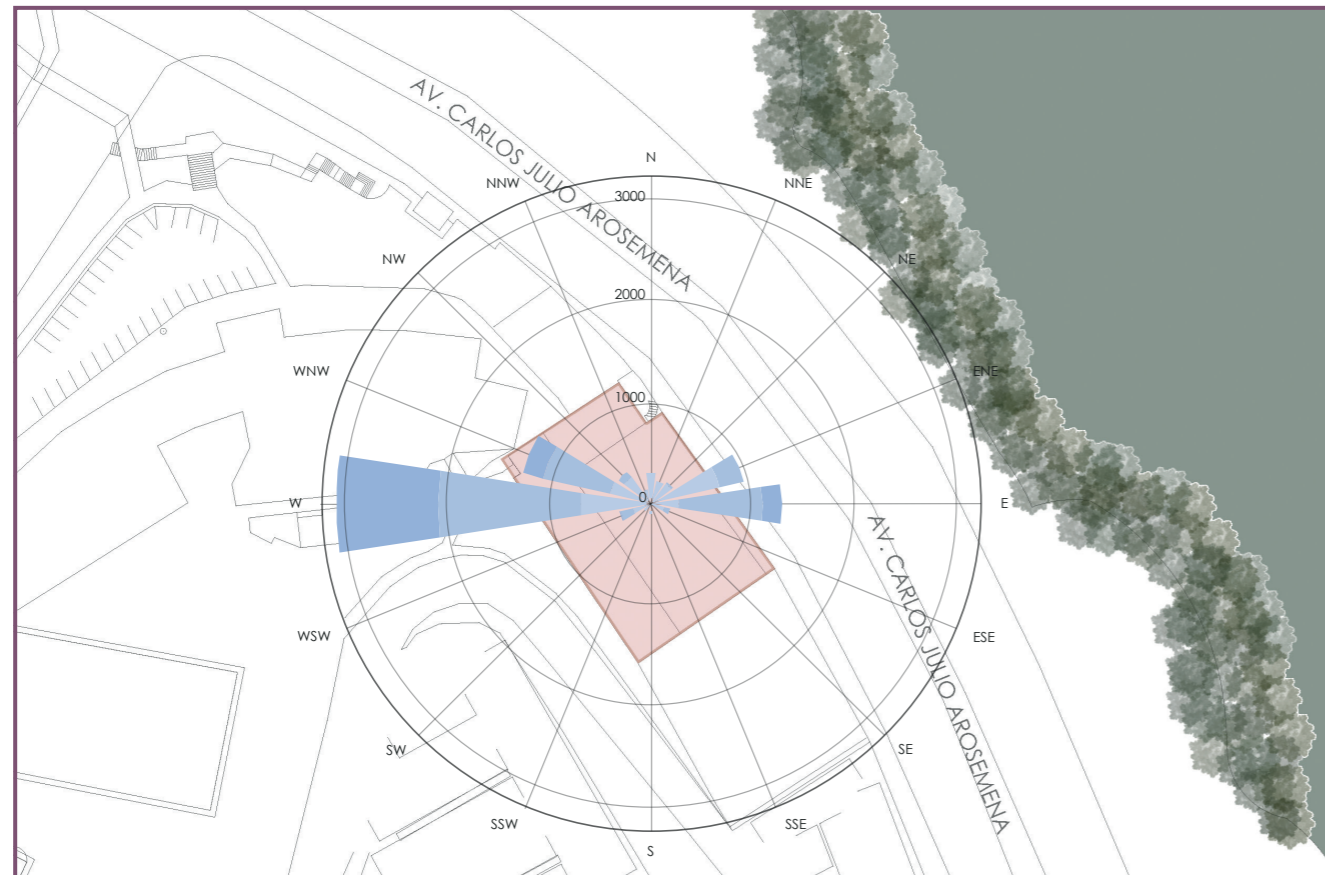 AV. CARLOS JULIO AROSEMENA
N
NNW
NNE
3000
NW
NE
2000
WNW
ENE
1000
W
0
E
AV. CARLOS JULIO AROSEMENA
WSW
ESE
SW
SE
SSW
SSE
S